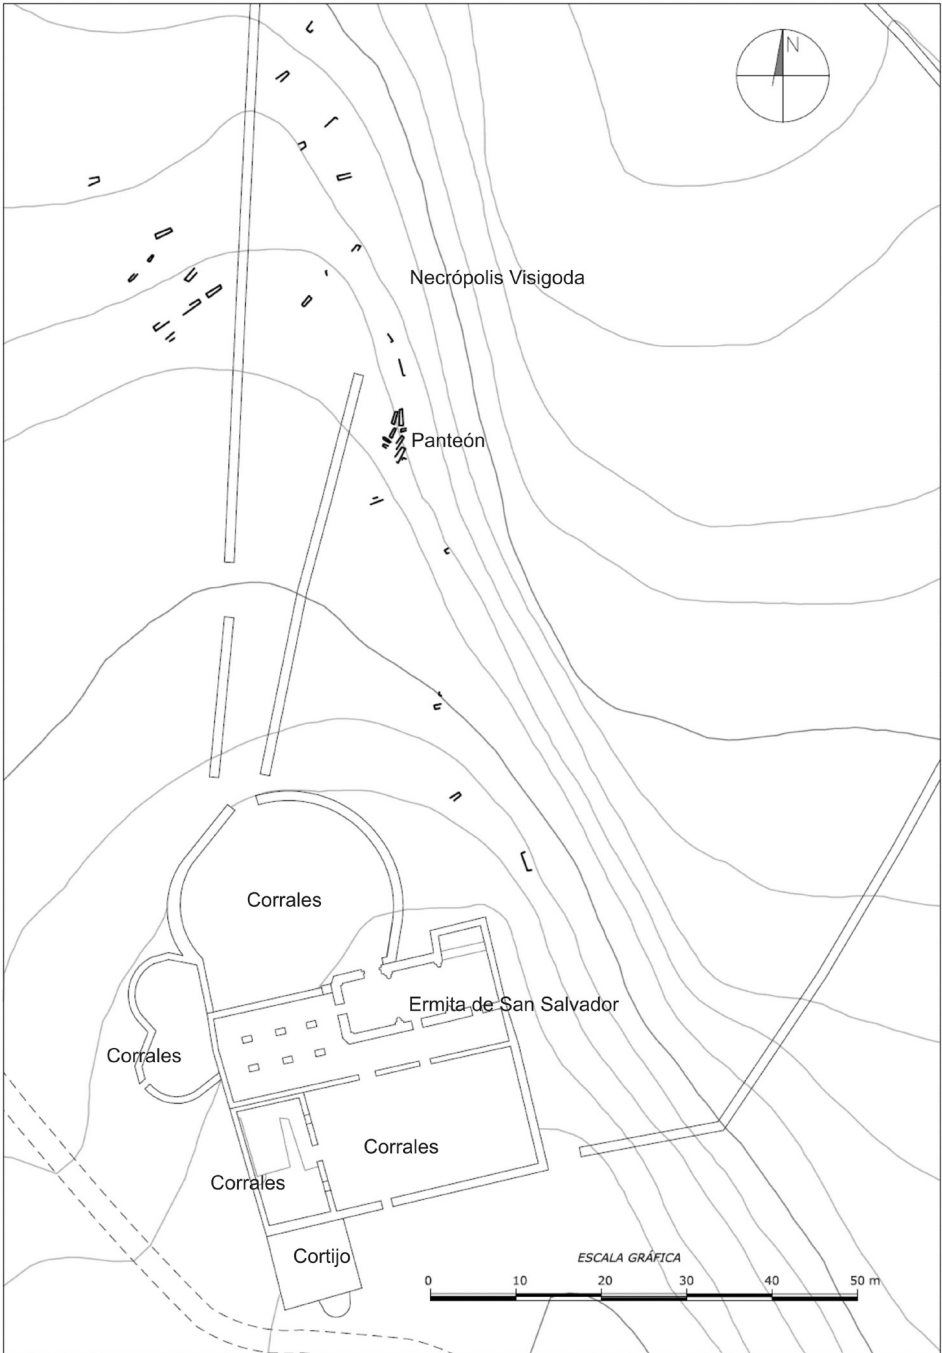 N
Necrópolis Visigoda
Panteón
Corrales
Ermita de San Salvador
Corrales
Corrales
Corrales
Cortijo
ESCALA GRÁFICA
0 10 20 30 40 50 m